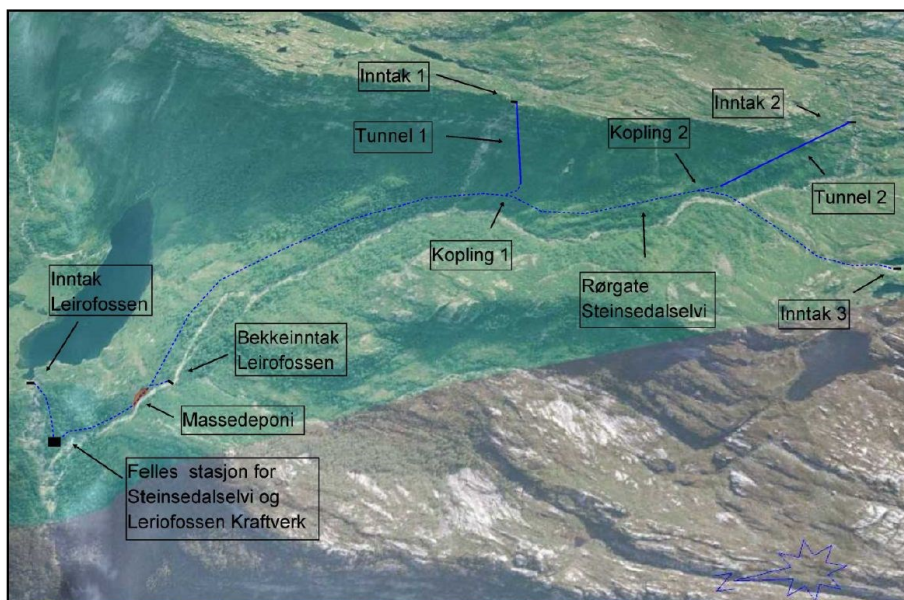 Inntak 1
Inntak 2
Tunnel 1
Kopling 2
Tunnel 2
Kopling 1
Inntak
Leirofossen
Rørgate
Steinsedalselvi
Inntak 3
Bekkeinntak
Leirofossen
Massedeponi
Felles stasjon for
Steinsedalselvi og
Leriofossen Kraftverk